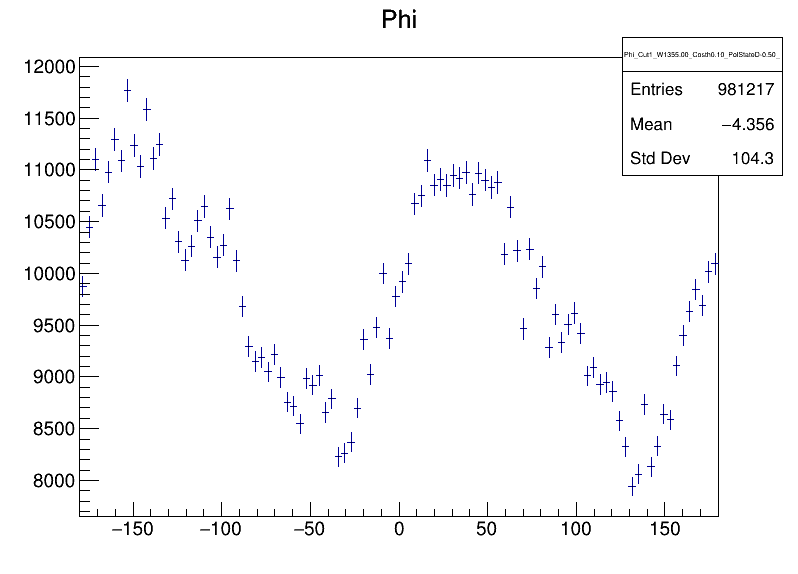 Phi
Phi_Cut1_W1355.00_Costh0.10_PolStateD-0.50_
Entries 981217
Mean −4.356
Std Dev 104.3
12000
11500
11000
10500
10000
9500
9000
8500
8000
−150 −100 −50 0 50 100 150